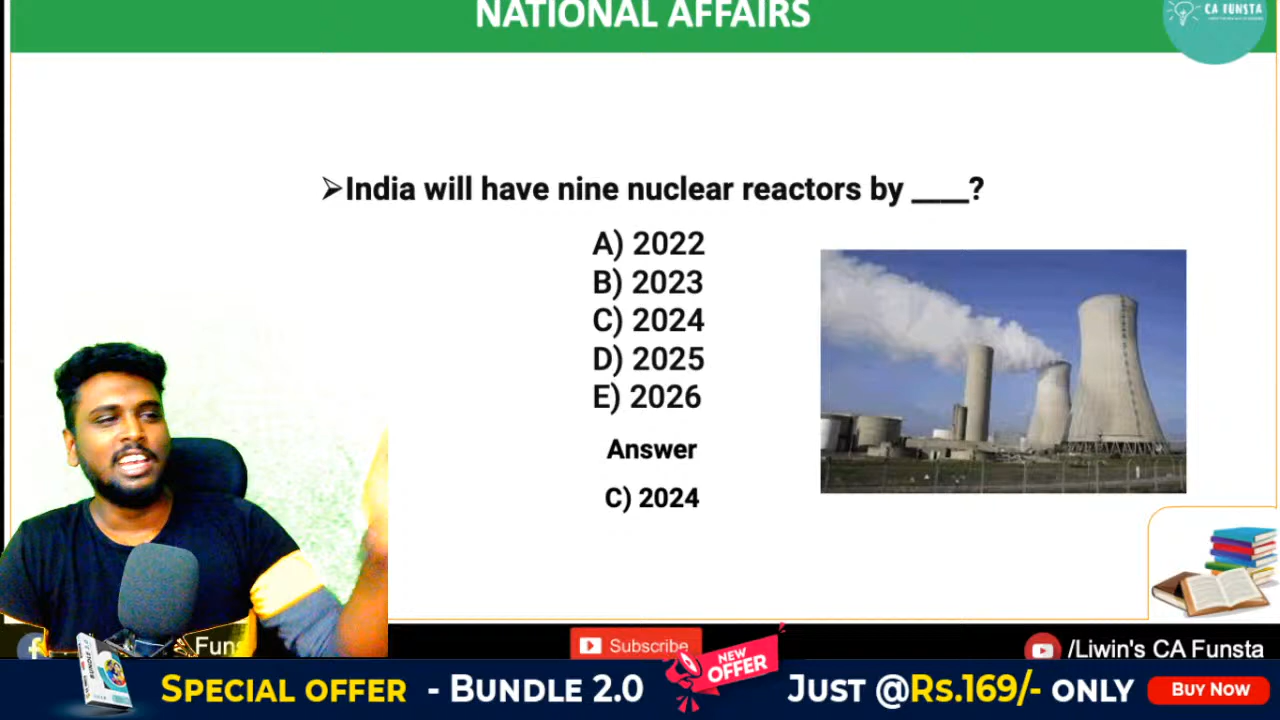 NATIONAL AFFAIRS
CA FUNSTA
➢India will have nine nuclear reactors by ____?
A) 2022
B) 2023
C) 2024
D) 2025
E) 2026
Answer
C) 2024
Subscribe
/Liwin's CA Funsta
SPECIAL OFFER - BUNDLE 2.0
NEW
OFFER
JUST @Rs.169/- ONLY
BUY NOW